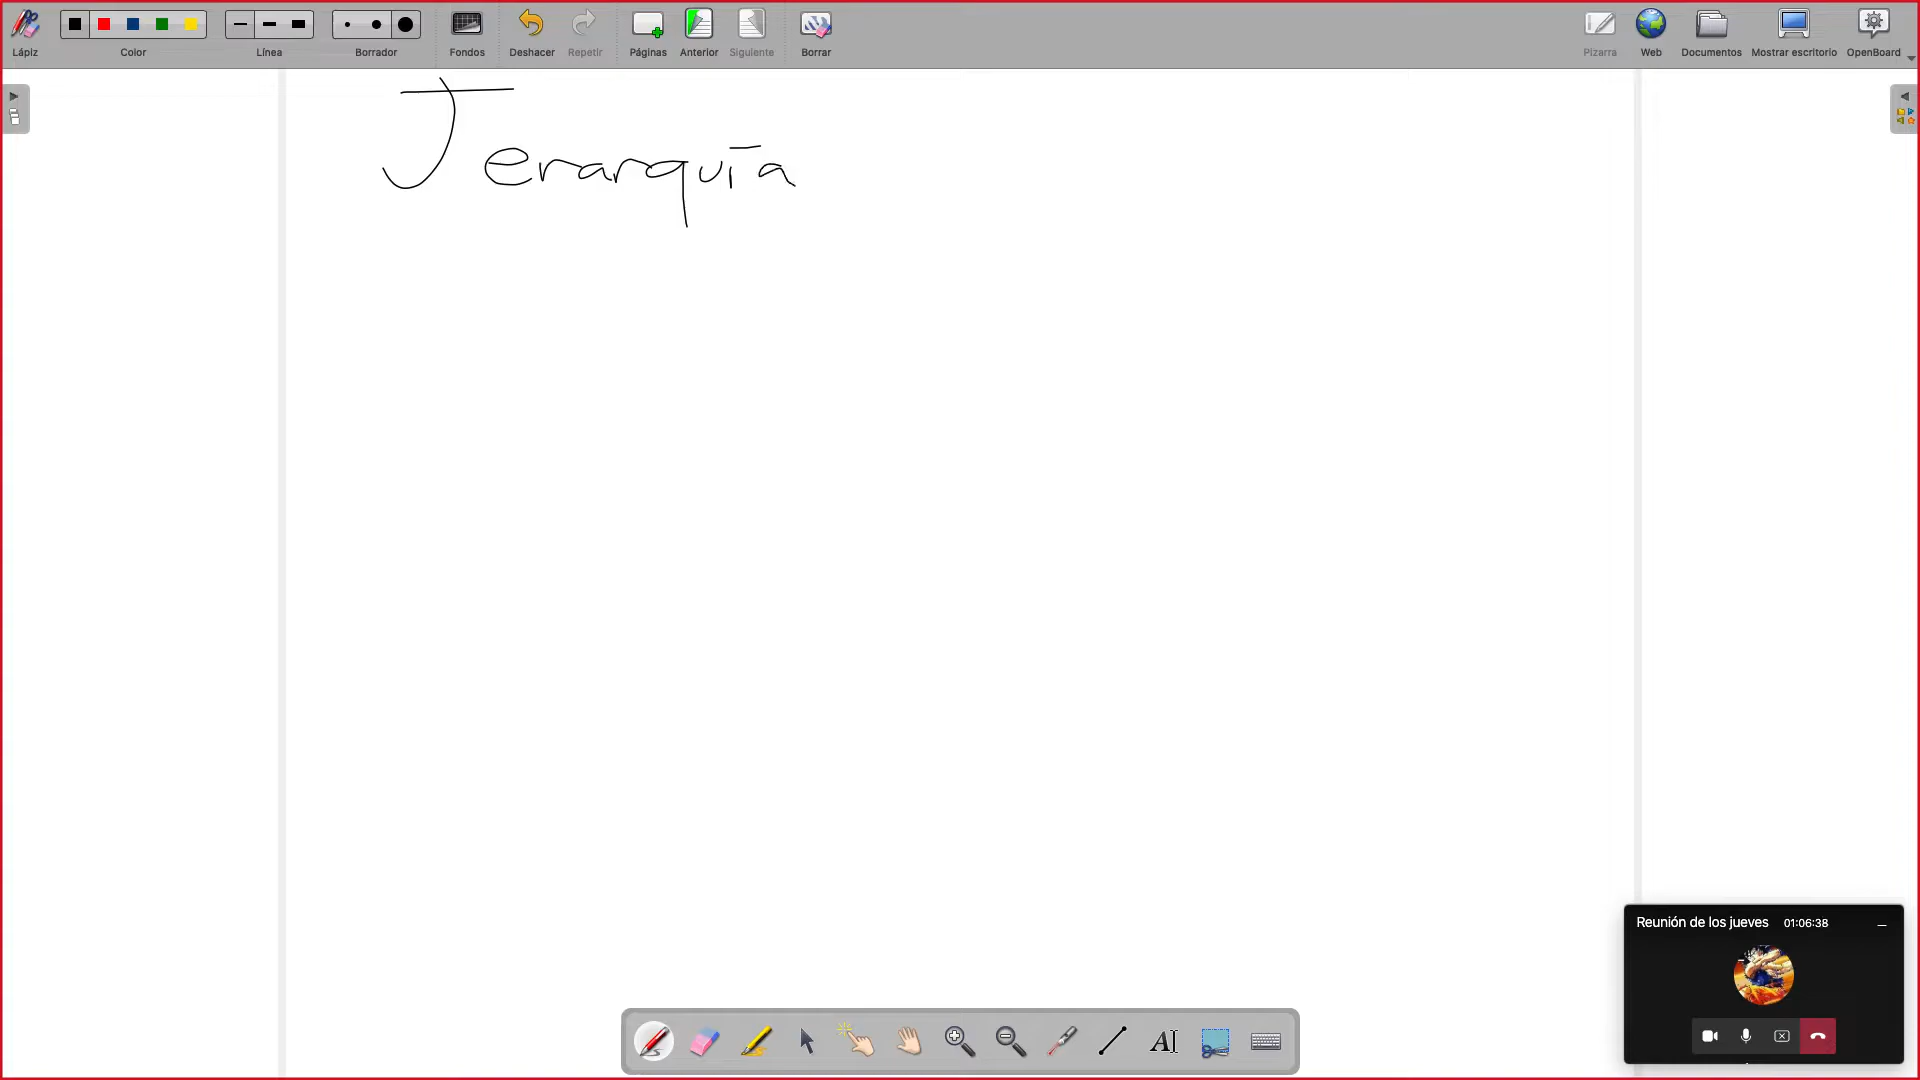 Lápiz
Color
Línea
Borrador
Fondos
Deshacer
Repetir
Páginas
Anterior
Siguiente
Borrar
Pizarra
Web
Documentos
Mostrar escritorio
OpenBoard
Jerarquía
Reunión de los jueves 01:06:38